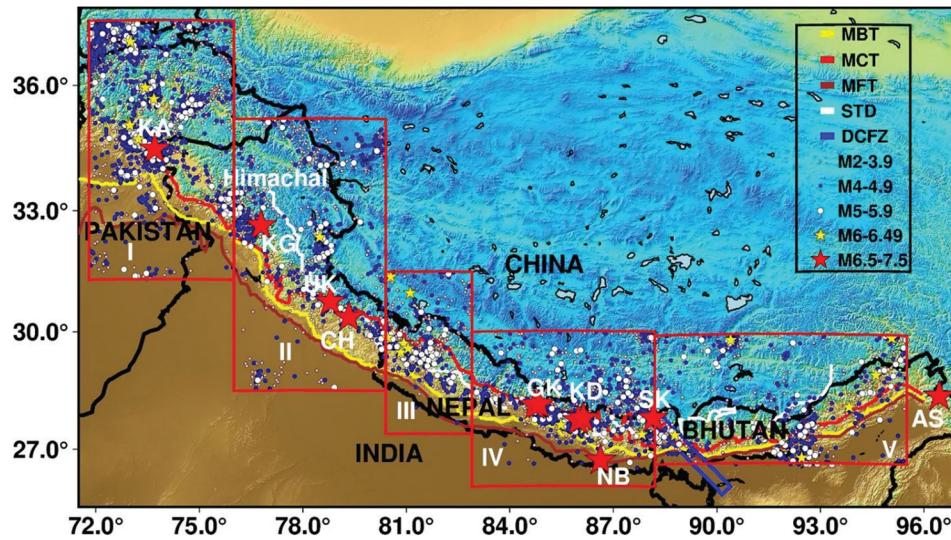 36.0°
33.0°
30.0°
27.0°
72.0°
75.0°
78.0°
81.0°
84.0°
87.0°
90.0°
93.0°
96.0°
MBT
MCT
MFT
STD
DCFZ
M2-3.9
M4-4.9
M5-5.9
M6-6.49
M6.5-7.5
KA
Himachal
PAKISTAN
KG
I
CHINA
UK
CH
II
GK
KD
SK
III
NEPAL
BHUTAN
AS
INDIA
IV
NB
V